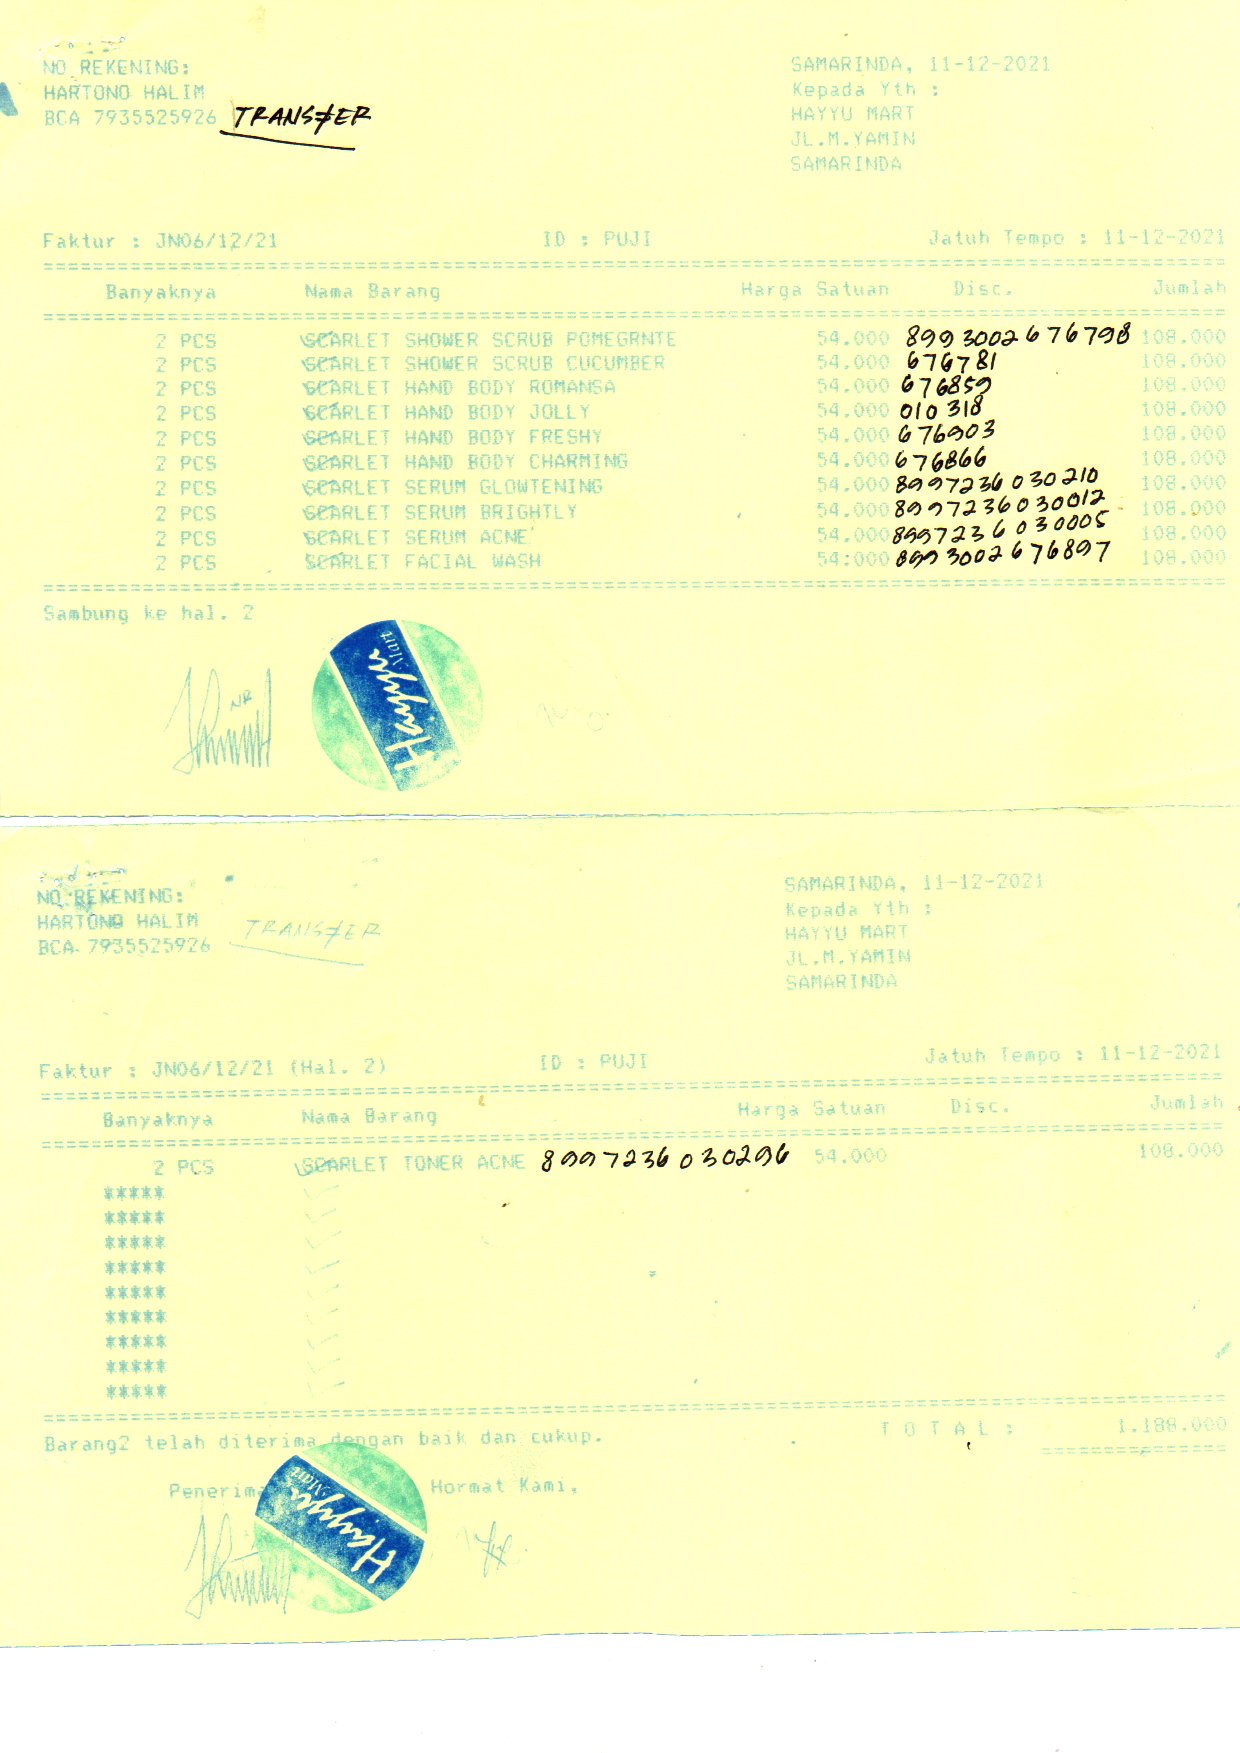 NO REKENING:
HARTONO HALIM
BCA 7935525926 TRANSFER
SAMARINDA, 11-12-2021
Kepada Yth :
HAYYU MART
JL.M.YAMIN
SAMARINDA
Faktur : JN06/12/21 ID : PUJI Jatuh Tempo : 11-12-2021
Banyaknya Nama Barang Harga Satuan Disc. Jumlah
2 PCS SCARLET SHOWER SCRUB POMEGRNTE 54.000 8993002676798 108.000
2 PCS SCARLET SHOWER SCRUB CUCUMBER 54.000 676781 108.000
2 PCS SCARLET HAND BODY ROMANSA 54.000 676859 108.000
2 PCS SCARLET HAND BODY JOLLY 54.000 010318 108.000
2 PCS SCARLET HAND BODY FRESHY 54.000 676903 108.000
2 PCS SCARLET HAND BODY CHARMING 54.000 676866 108.000
2 PCS SCARLET SERUM GLOWTENING 54.000 8997236030210 108.000
2 PCS SCARLET SERUM BRIGHTLY 54.000 8997236030012 108.000
2 PCS SCARLET SERUM ACNE 54.000 8997236030005 108.000
2 PCS SCARLET FACIAL WASH 54.000 8993002676897 108.000
Sambung ke hal. 2
NR
Hayyu
Mart
NO REKENING:
HARTONO HALIM
BCA 7935525926 TRANSFER
SAMARINDA, 11-12-2021
Kepada Yth :
HAYYU MART
JL.M.YAMIN
SAMARINDA
Faktur : JN06/12/21 (Hal. 2) ID : PUJI Jatuh Tempo : 11-12-2021
Banyaknya Nama Barang Harga Satuan Disc. Jumlah
2 PCS SCARLET TONER ACNE 8997236030296 54.000 108.000
*****
*****
*****
*****
*****
*****
*****
*****
*****
Barang2 telah diterima dengan baik dan cukup. T O T A L : 1.188.000
Penerima Hormat Kami,
Hayyu
Mart